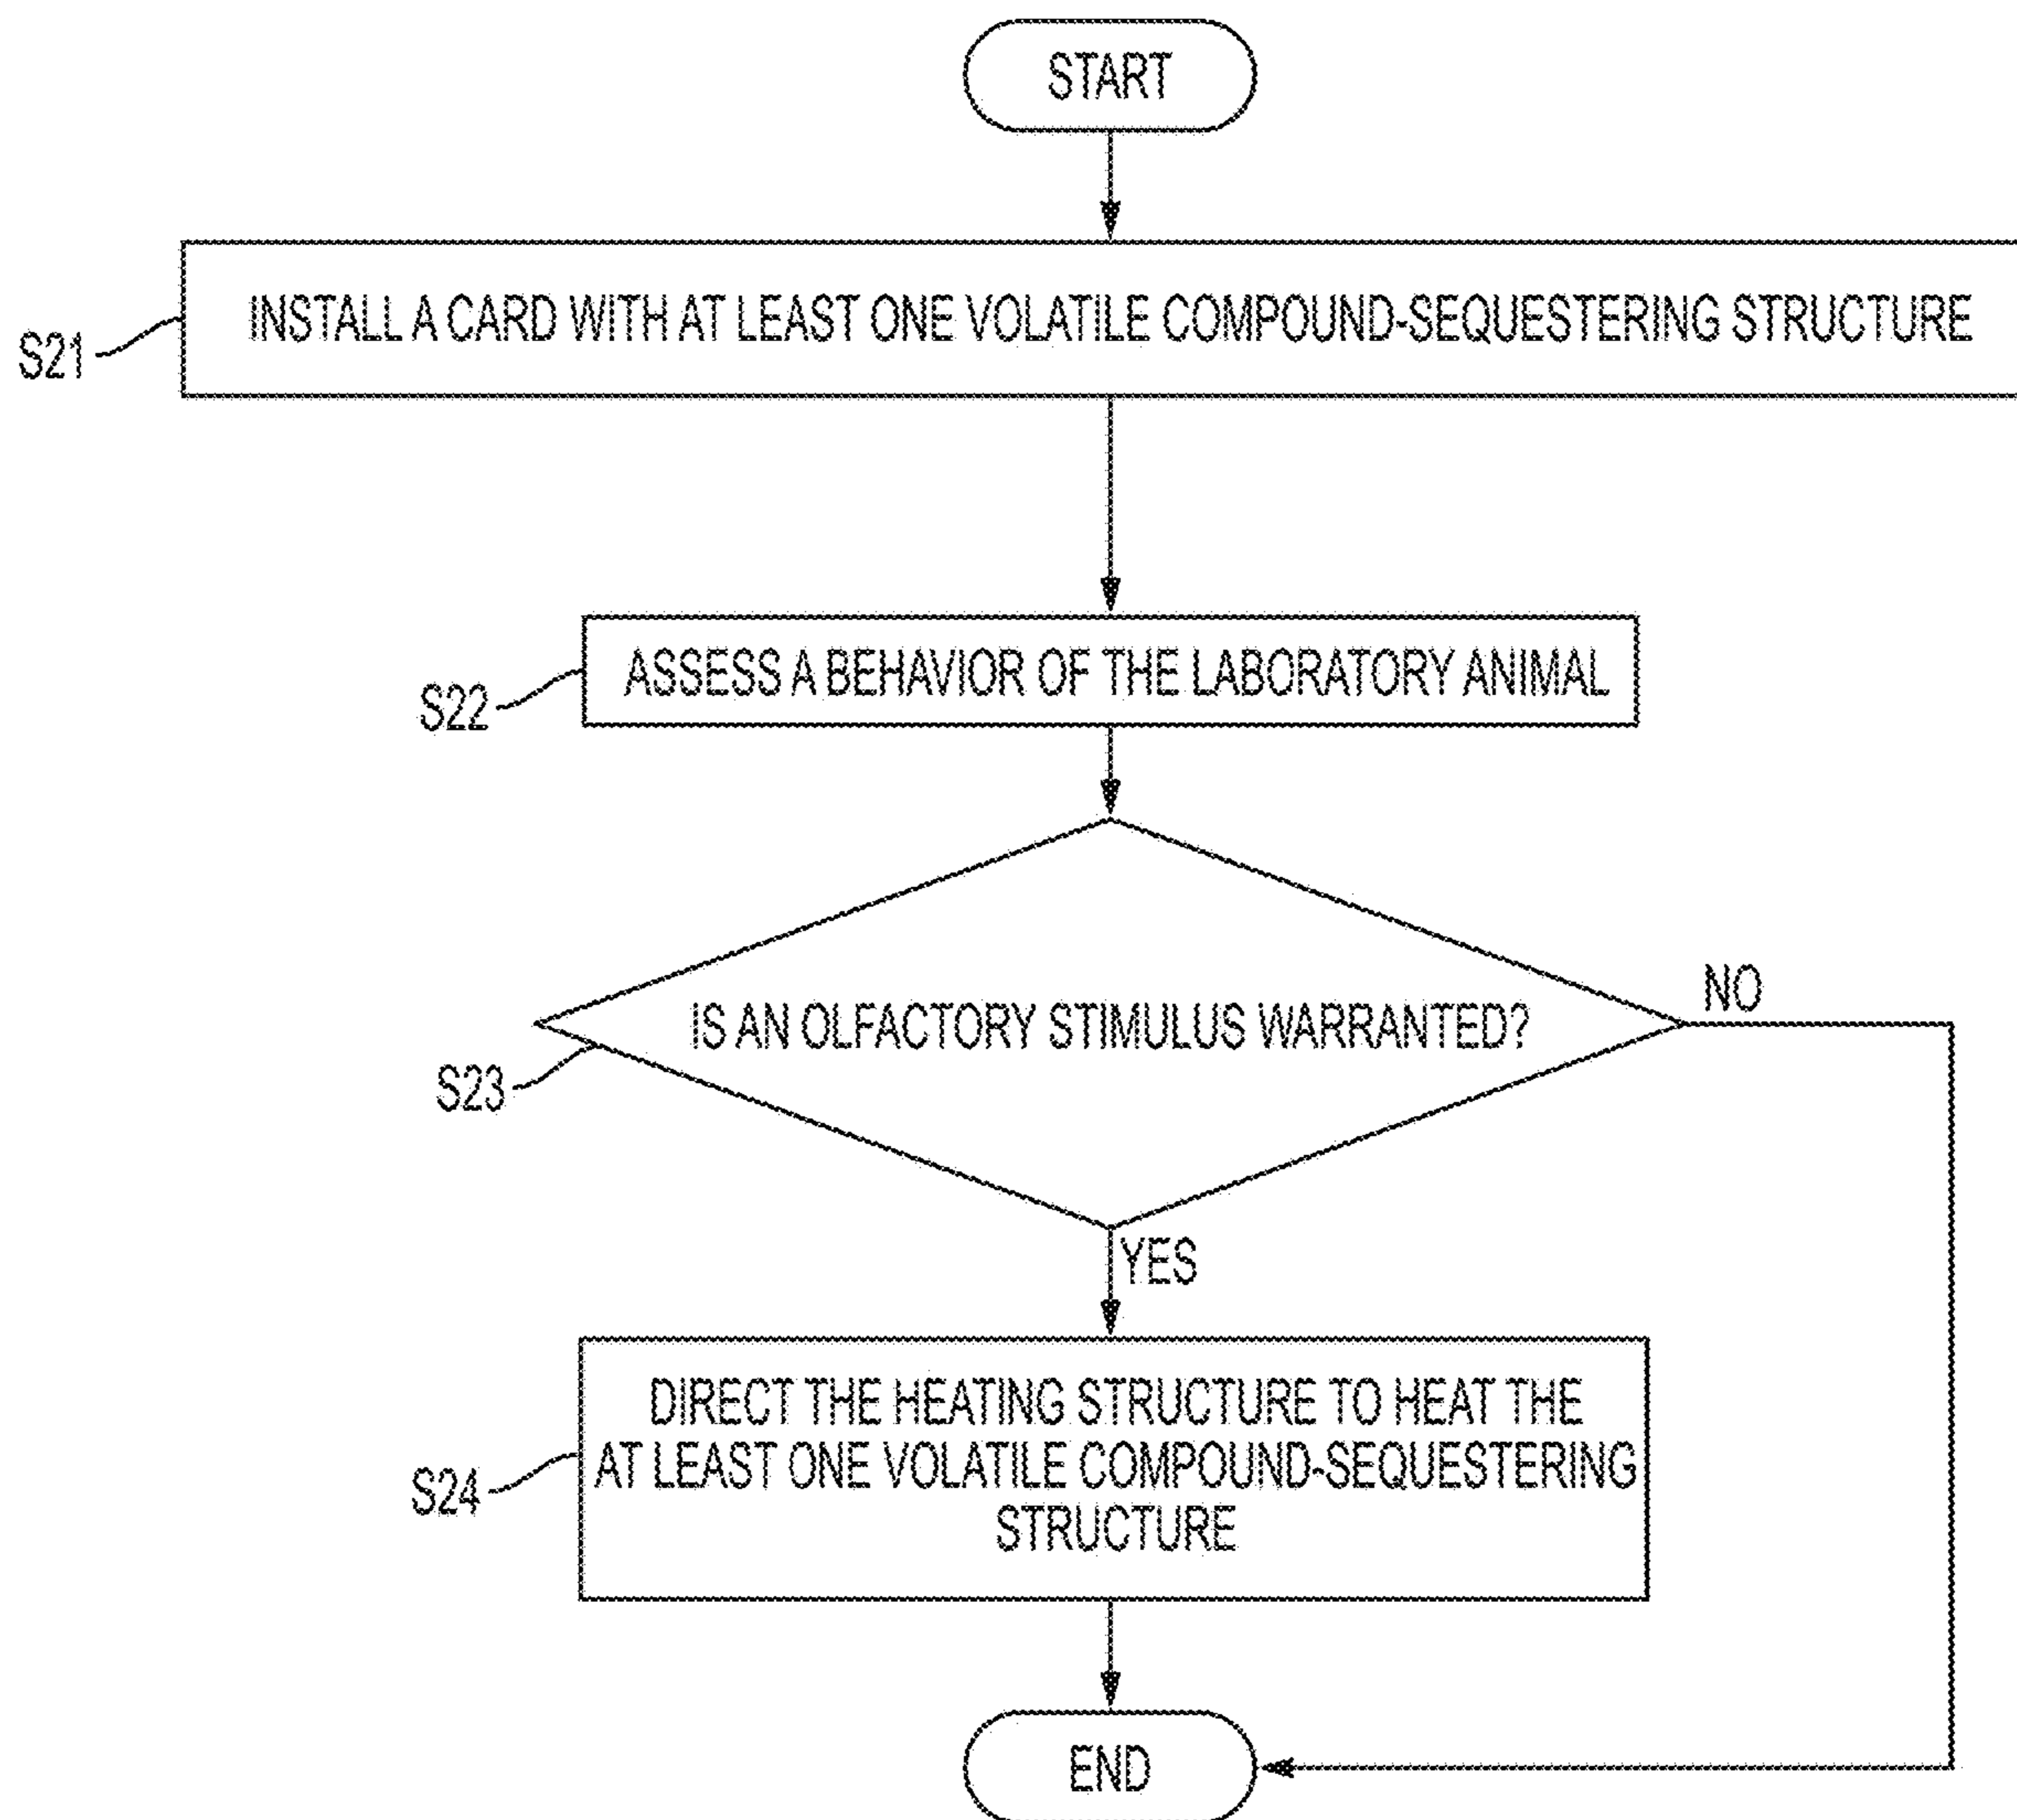 START
INSTALL A CARD WITH AT LEAST ONE VOLATILE COMPOUND-SEQUESTERING STRUCTURE
S21
ASSESS A BEHAVIOR OF THE LABORATORY ANIMAL
S22
IS AN OLFACTORY STIMULUS WARRANTED?
NO
S23
YES
DIRECT THE HEATING STRUCTURE TO HEAT THE
AT LEAST ONE VOLATILE COMPOUND-SEQUESTERING
STRUCTURE
S24
END